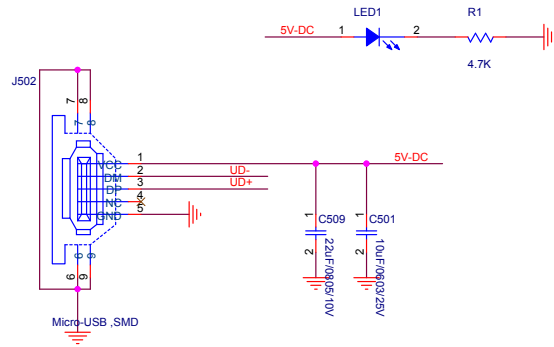 LED1
R1
5V-DC
1
2
4.7K
J502
7
8
7
8
VCC
1
5V-DC
DM
2
UD-
DP
3
UD+
NC
4
GND
5
1
C509
1
C501
2
22uF/0805/10V
2
10uF/0603/25V
6
9
6
9
Micro-USB ,SMD